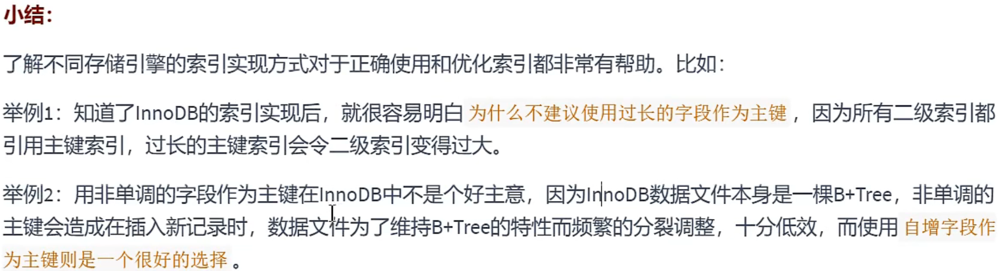 小结：
了解不同存储引擎的索引实现方式对于正确使用和优化索引都非常有帮助。比如：
举例1：知道了InnoDB的索引实现后，就很容易明白 为什么不建议使用过长的字段作为主键 ，因为所有二级索引都
引用主键索引，过长的主键索引会令二级索引变得过大。
举例2：用非单调的字段作为主键在InnoDB中不是个好主意，因为InnoDB数据文件本身是一棵B+Tree，非单调的
主键会造成在插入新记录时，数据文件为了维持B+Tree的特性而频繁的分裂调整，十分低效，而使用 自增字段作
为主键则是一个很好的选择 。